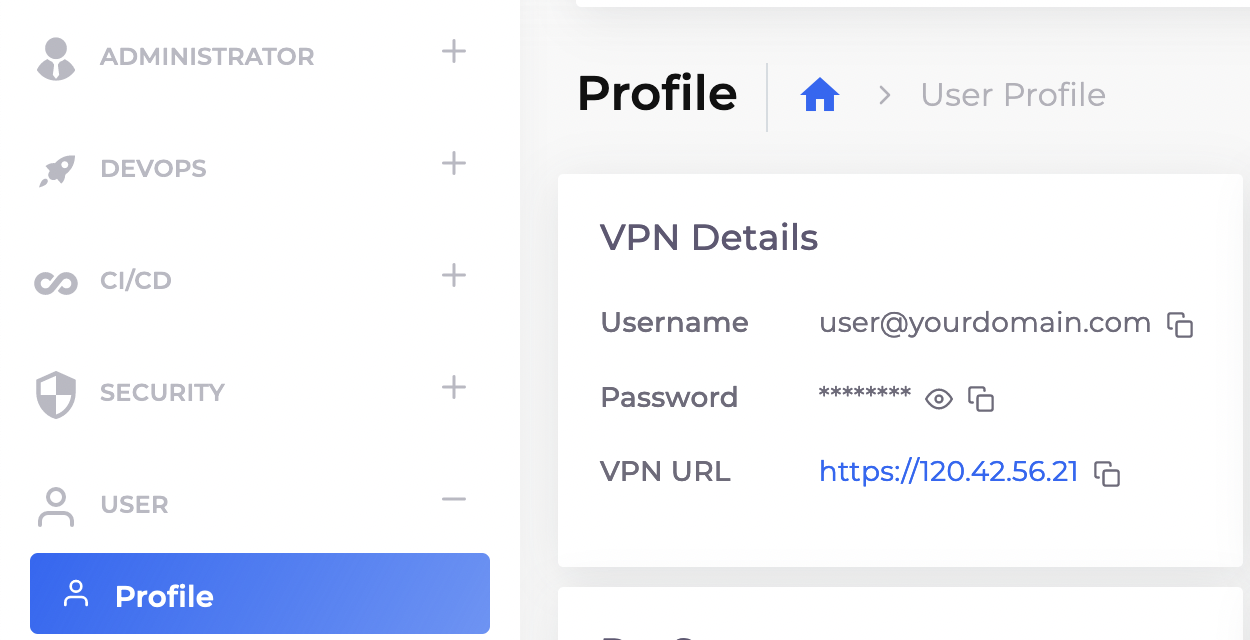 ADMINISTRATOR
DEVOPS
CI/CD
SECURITY
USER
Profile
Profile
User Profile
VPN Details
Username user@yourdomain.com
Password ********
VPN URL https://120.42.56.21